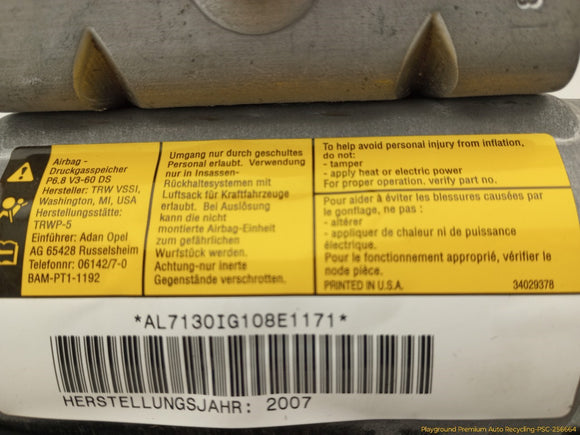 Airbag -
Druckgasspeicher
P6.8 V3-60 DS
Hersteller: TRW VSSI,
Washington, MI, USA
Herstellungsstätte:
TRWP-5
Einführer: Adan Opel
AG 65428 Russelsheim
Telefonnr: 06142/7-0
BAM-PT1-1192
Umgang nur durch geschultes
Personal erlaubt. Verwendung
nur in Insassen-
Rückhaltesystemen mit
Luftsack für Kraftfahrzeuge
erlaubt. Bei Auslösung
kann die nicht
montierte Airbag-Einheit
zum gefährlichen
Wurfstück werden.
Achtung-nur inerte
Gegenstände verschrotten.
To help avoid personal injury from inflation,
do not:
- tamper
- apply heat or electric power
For proper operation. verify part no.
Pour aider à éviter les blessures causées par
le gonflage, ne pas :
- altérer
- appliquer de chaleur ni de puissance
électrique.
Pour le fonctionnement approprié, vérifier le
node pièce.
PRINTED IN U.S.A. 34029378
*AL7130IG108E1171*
HERSTELLUNGSJAHR: 2007
Playground Premium Auto Recycling-PSC-256664